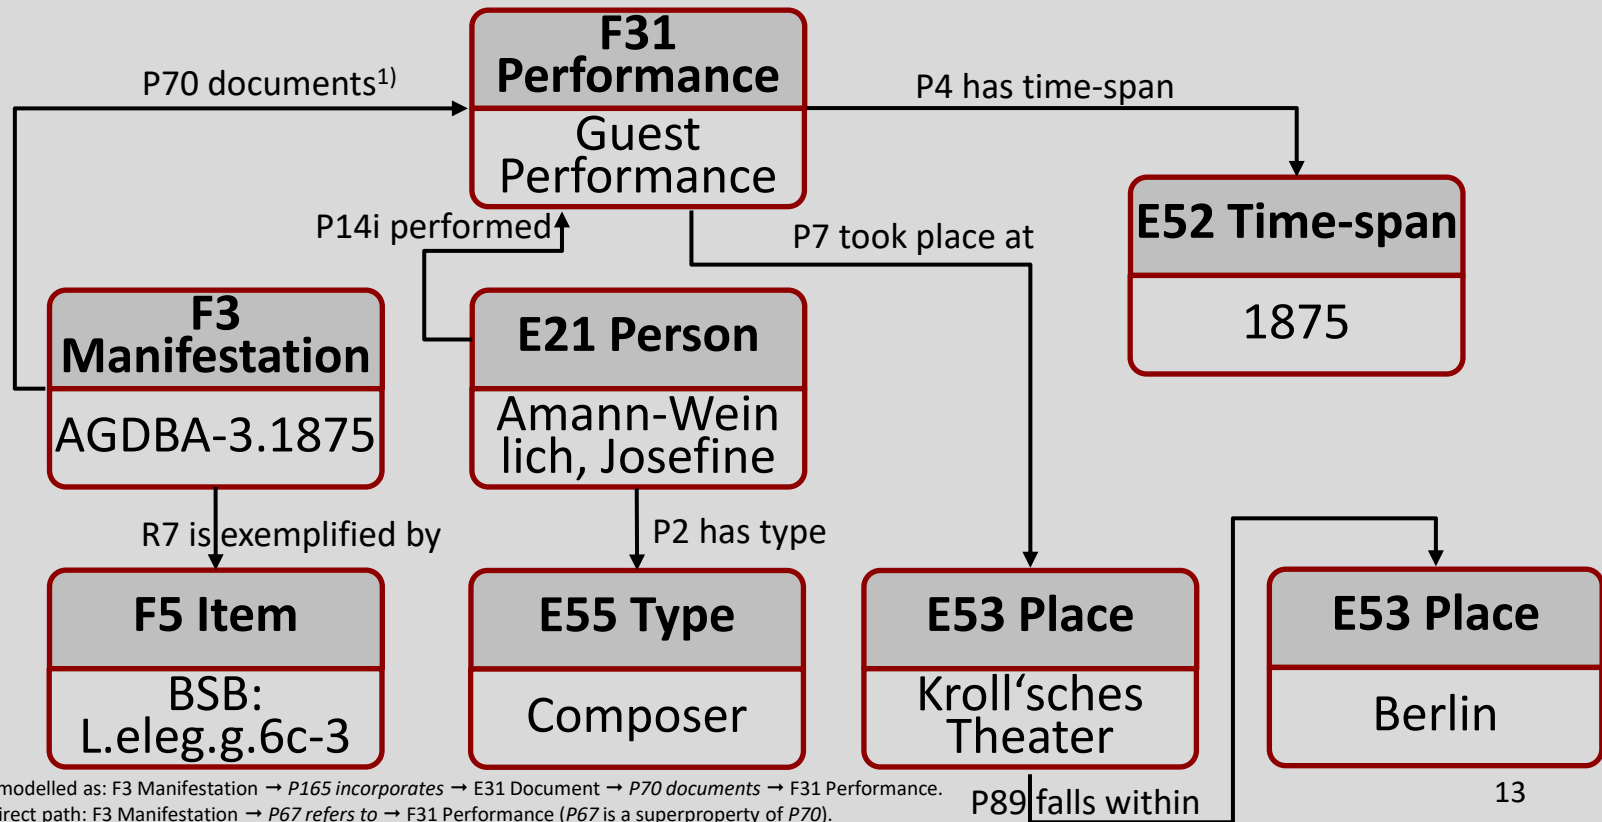 F31
Performance
Guest
Performance
P70 documents1)
P4 has time-span
P14i performed
P7 took place at
E52 Time-span
1875
F3
Manifestation
AGDBA-3.1875
E21 Person
Amann-Wein
lich, Josefine
R7 is exemplified by
P2 has type
F5 Item
BSB:
L.eleg.g.6c-3
E55 Type
Composer
E53 Place
Kroll‘sches
Theater
E53 Place
Berlin
modelled as: F3 Manifestation → P165 incorporates → E31 Document → P70 documents → F31 Performance.
irect path: F3 Manifestation → P67 refers to → F31 Performance (P67 is a superproperty of P70).
P89 falls within
13